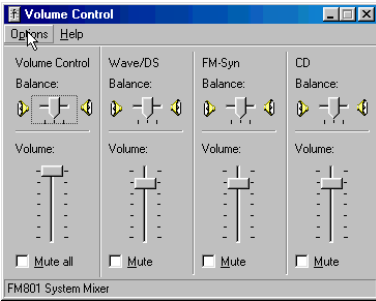 Volume Control
Options Help
Volume Control Wave/DS FM-Syn CD
Balance: Balance: Balance: Balance:
Volume: Volume: Volume: Volume:
Mute all Mute Mute Mute
FM801 System Mixer